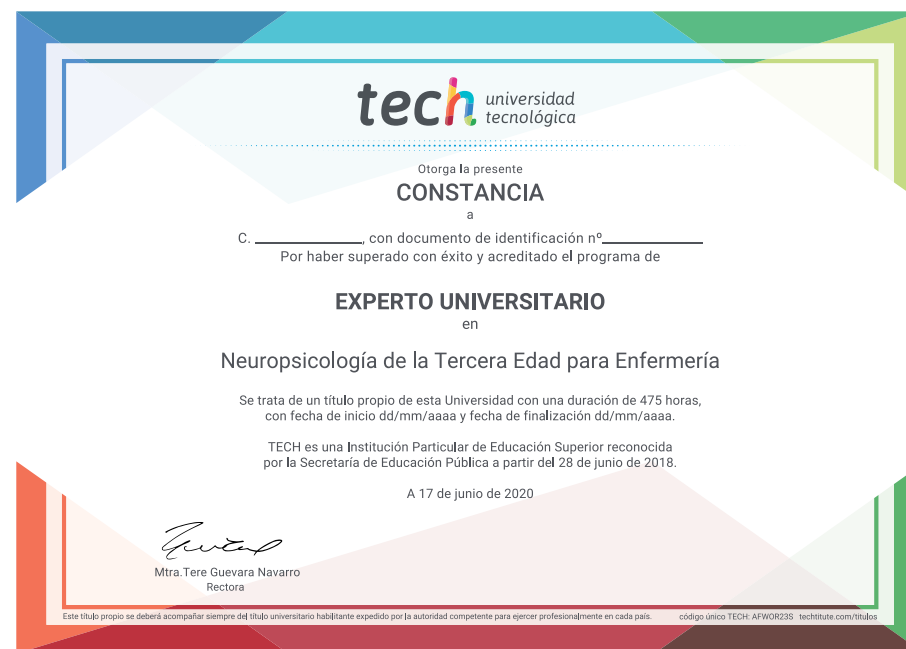 tech universidad
tecnológica
Otorga la presente
CONSTANCIA
a
C. ____________, con documento de identificación nº____________
Por haber superado con éxito y acreditado el programa de
EXPERTO UNIVERSITARIO
en
Neuropsicología de la Tercera Edad para Enfermería
Se trata de un título propio de esta Universidad con una duración de 475 horas,
con fecha de inicio dd/mm/aaaa y fecha de finalización dd/mm/aaaa.
TECH es una Institución Particular de Educación Superior reconocida
por la Secretaría de Educación Pública a partir del 28 de junio de 2018.
A 17 de junio de 2020
Mtra.Tere Guevara Navarro
Rectora
Este título propio se deberá acompañar siempre del título universitario habilitante expedido por la autoridad competente para ejercer profesionalmente en cada país. código único TECH: AFWOR23S techtitute.com/titulos